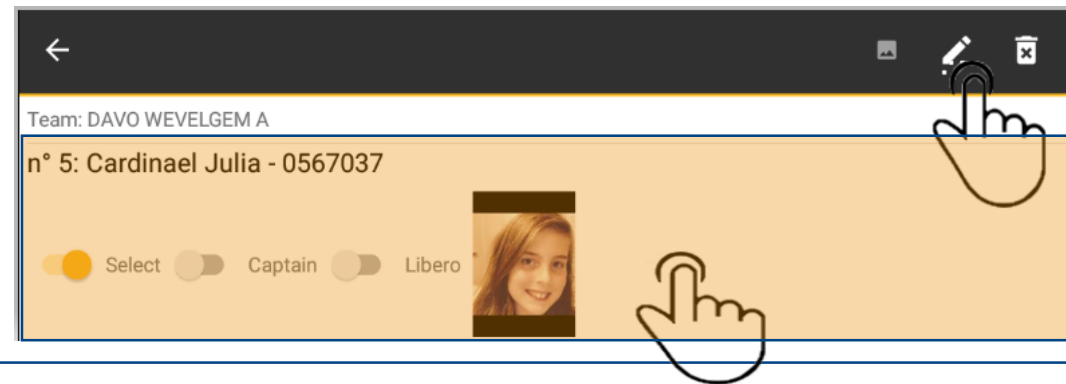 Team: DAVO WEVELGEM A
n° 5: Cardinael Julia - 0567037
Select Captain Libero